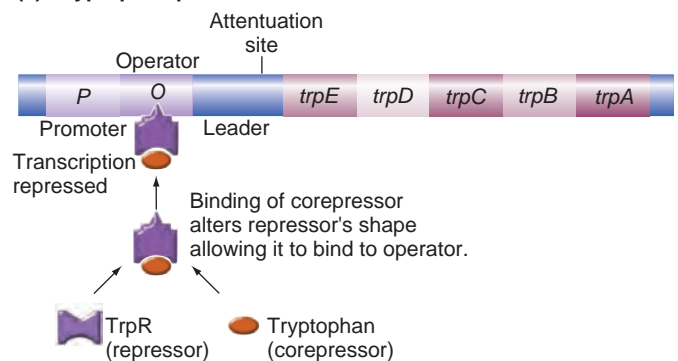 Attentuation
site
Operator
P O trpE trpD trpC trpB trpA
Promoter Leader
Transcription
repressed
Binding of corepressor
alters repressor's shape
allowing it to bind to operator.
TrpR
(repressor)
Tryptophan
(corepressor)